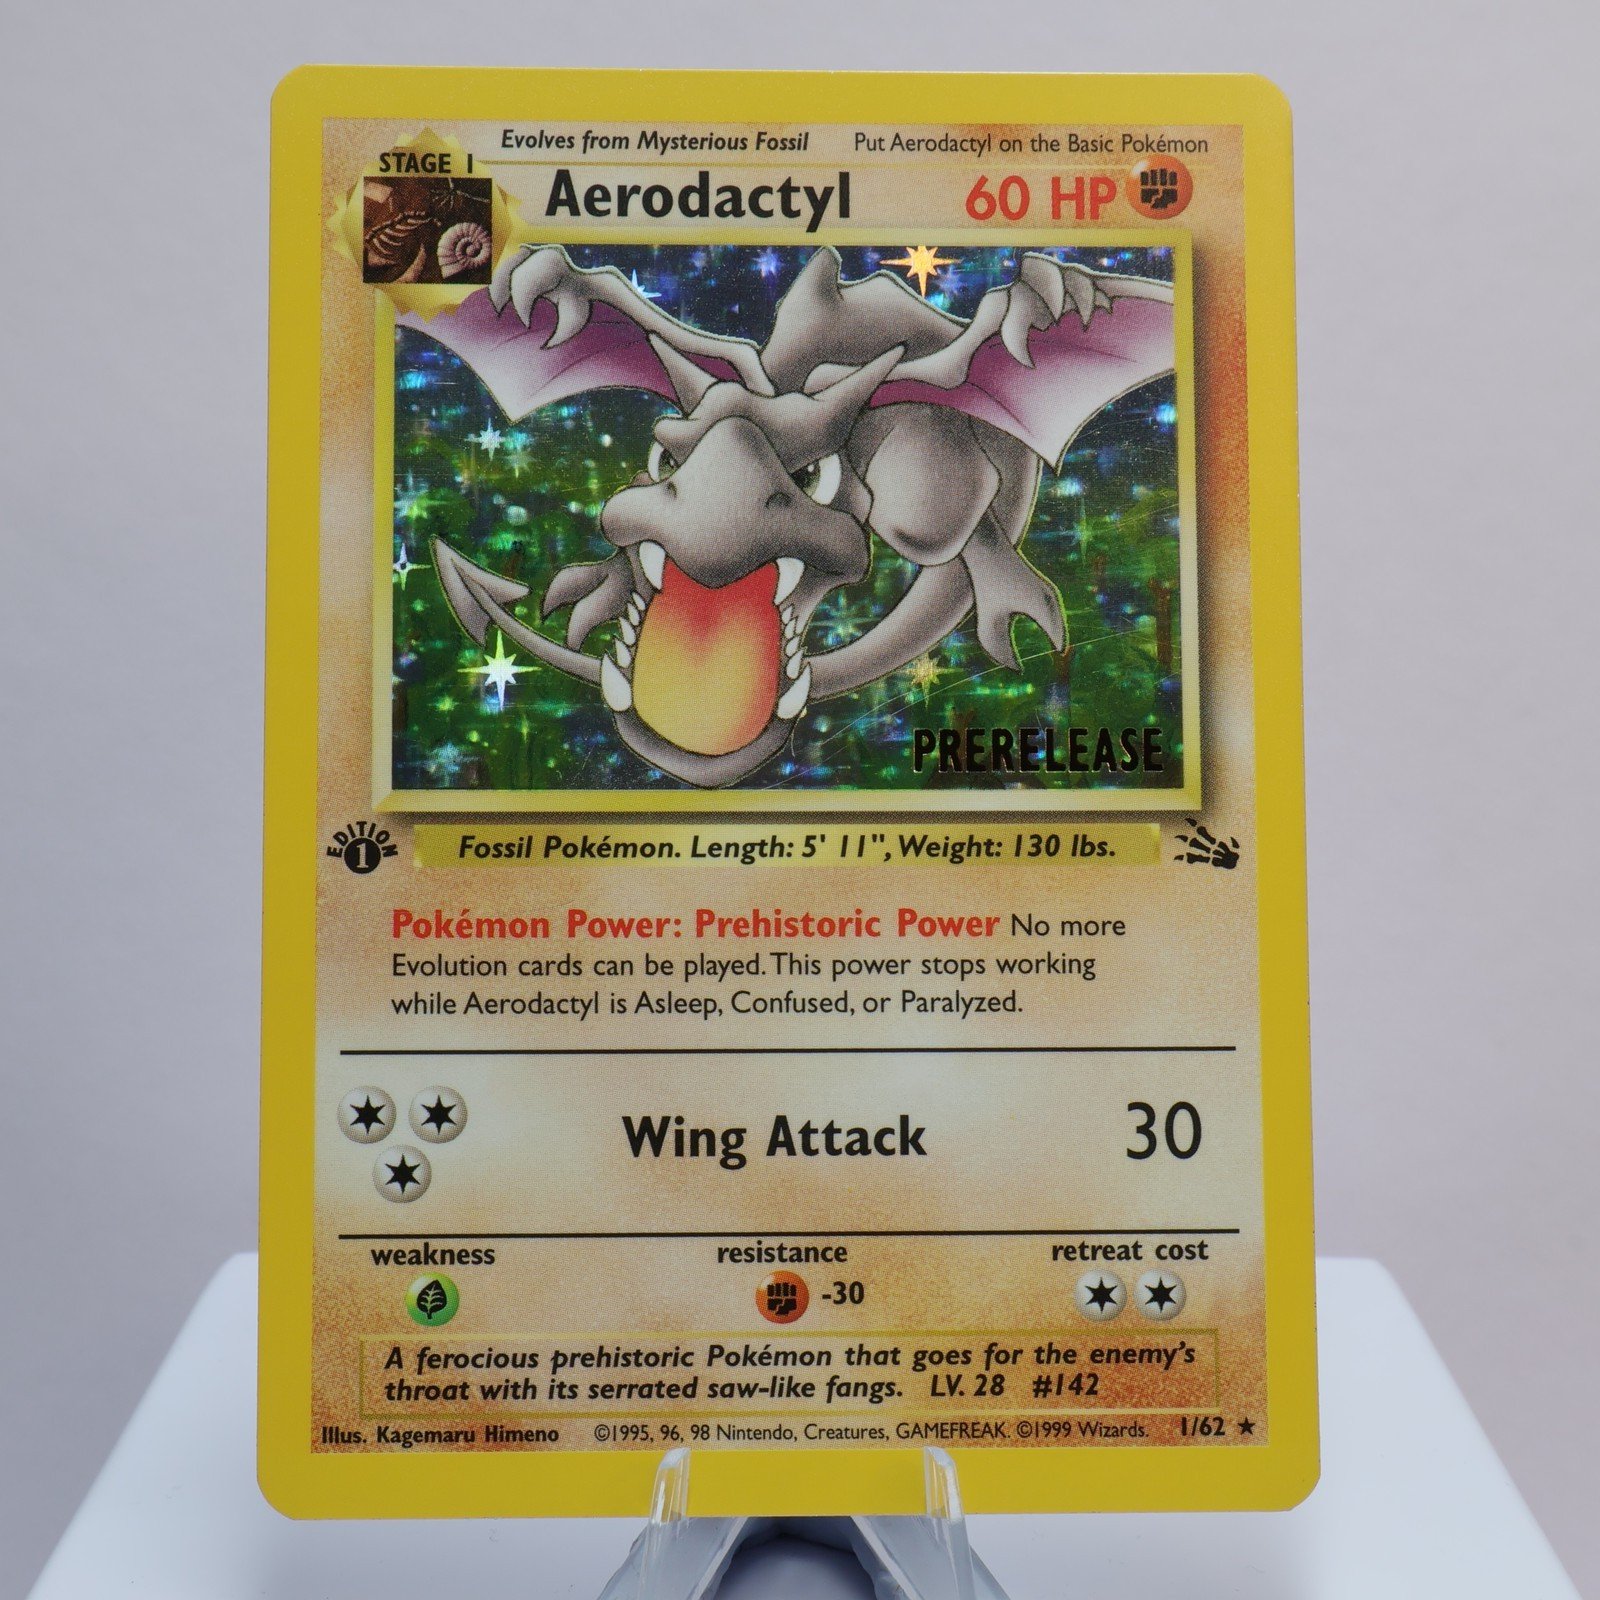 Evolves from Mysterious Fossil Put Aerodactyl on the Basic Pokémon
STAGE 1
Aerodactyl 60 HP
PRERELEASE
EDITION
1
Fossil Pokémon. Length: 5' 11", Weight: 130 lbs.
Pokémon Power: Prehistoric Power No more
Evolution cards can be played. This power stops working
while Aerodactyl is Asleep, Confused, or Paralyzed.
Wing Attack 30
weakness resistance retreat cost
-30
A ferocious prehistoric Pokémon that goes for the enemy's
throat with its serrated saw-like fangs. LV. 28 #142
Illus. Kagemaru Himeno ©1995, 96, 98 Nintendo, Creatures, GAMEFREAK. ©1999 Wizards. 1/62 ★